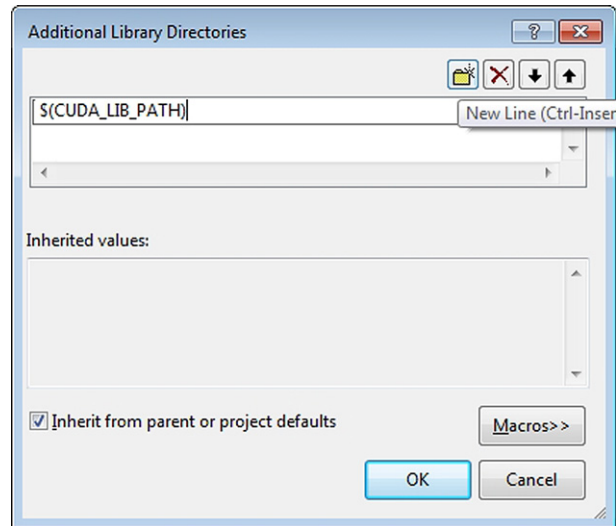 Additional Library Directories
$(CUDA_LIB_PATH)
New Line (Ctrl-Inser
Inherited values:
Inherit from parent or project defaults
Macros>>
OK
Cancel